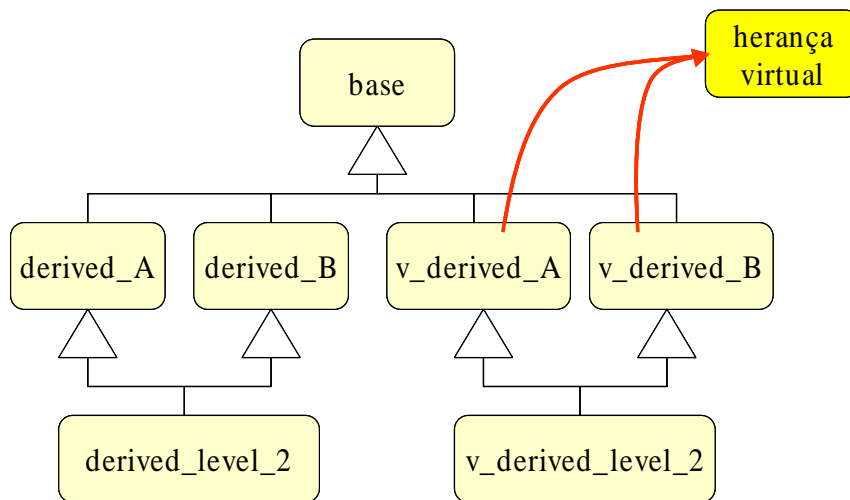 herança
virtual
base
derived_A
derived_B
v_derived_A
v_derived_B
derived_level_2
v_derived_level_2